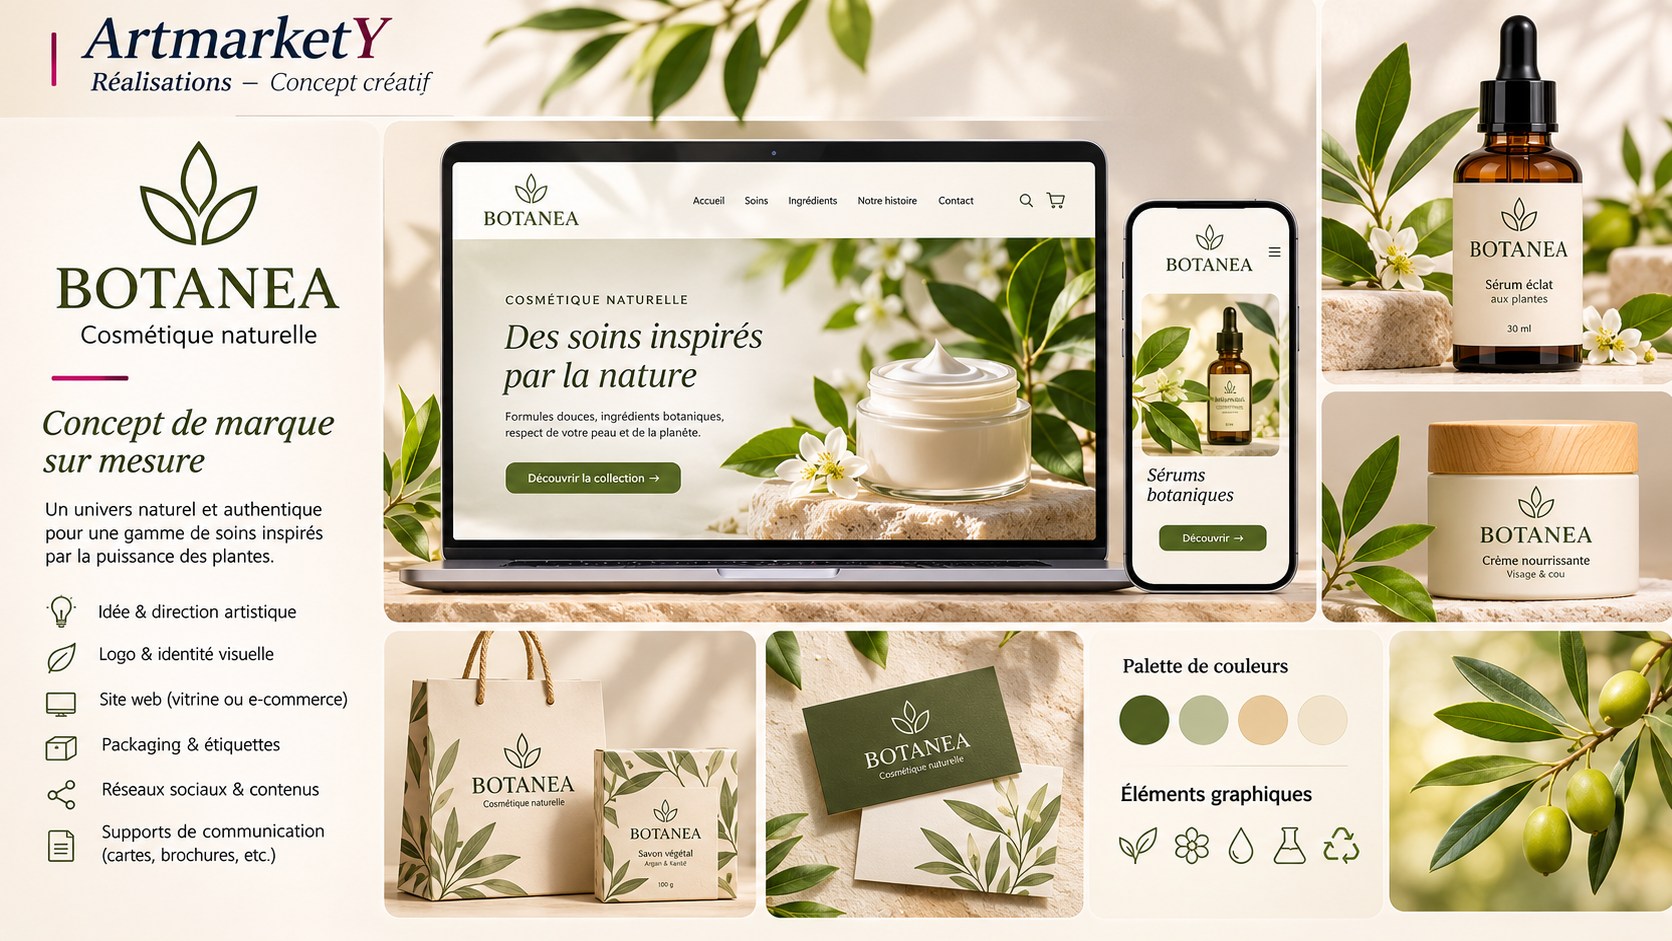 ArtmarketY
Réalisations – Concept créatif
BOTANEA
Cosmétique naturelle
Concept de marque
sur mesure
Un univers naturel et authentique
pour une gamme de soins inspirés
par la puissance des plantes.
Idée & direction artistique
Logo & identité visuelle
Site web (vitrine ou e-commerce)
Packaging & étiquettes
Réseaux sociaux & contenus
Supports de communication
(cartes, brochures, etc.)
BOTANEA
Accueil Soins Ingrédients Notre histoire Contact
COSMÉTIQUE NATURELLE
Des soins inspirés
par la nature
Formules douces, ingrédients botaniques,
respect de votre peau et de la planète.
Découvrir la collection →
BOTANEA
Sérums
botaniques
Découvrir →
BOTANEA
Sérum éclat
aux plantes
30 ml
BOTANEA
Crème nourrissante
Visage & cou
BOTANEA
Cosmétique naturelle
BOTANEA
Savon végétal
Argan & Karité
100 g
BOTANEA
Cosmétique naturelle
Palette de couleurs
Éléments graphiques